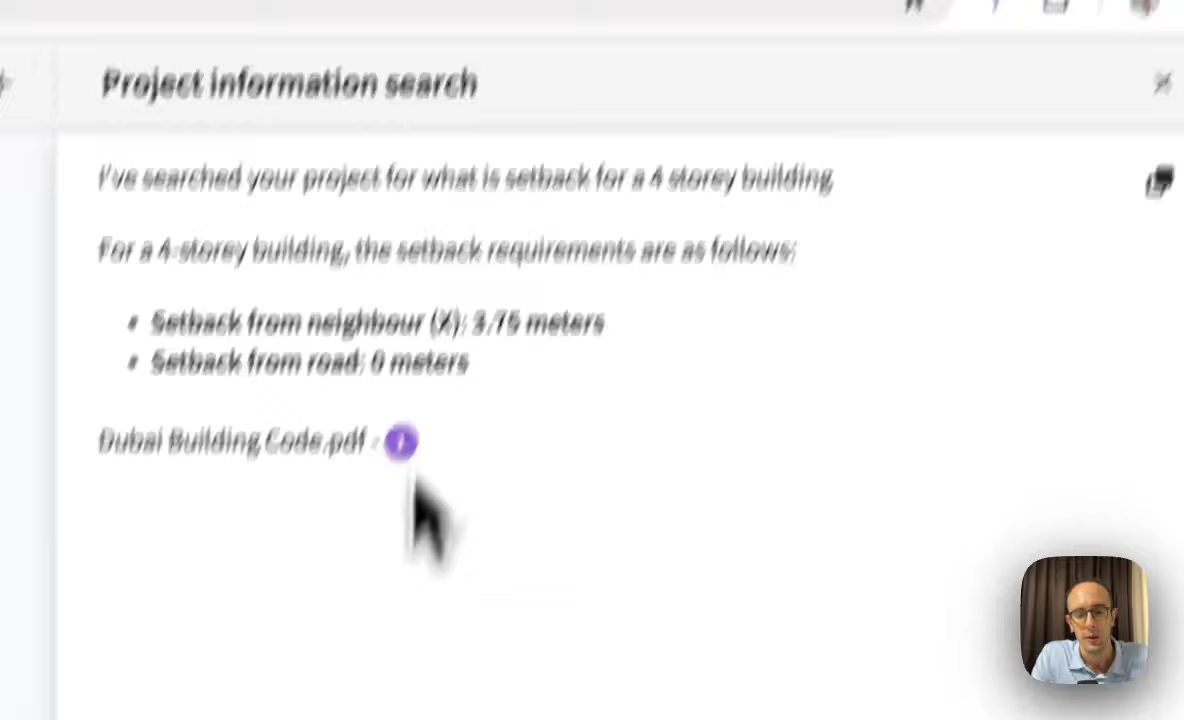 Project information search
I've searched your project for what is setback for a 4 storey building
For a 4-storey building, the setback requirements are as follows:
• Setback from neighbour (X): 3.75 meters
• Setback from road: 0 meters
Dubai Building Code.pdf -